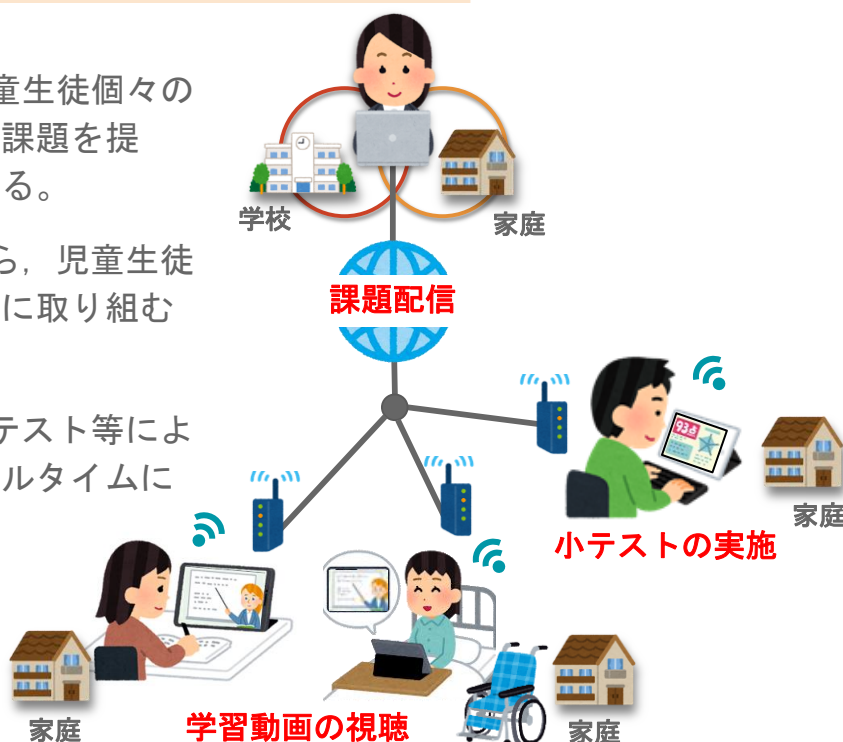 童生徒個々の
課題を提
る。
ら，児童生徒
に取り組む
テスト等によ
ルタイムに
学校
家庭
課題配信
93点
家庭
小テストの実施
家庭
学習動画の視聴
家庭